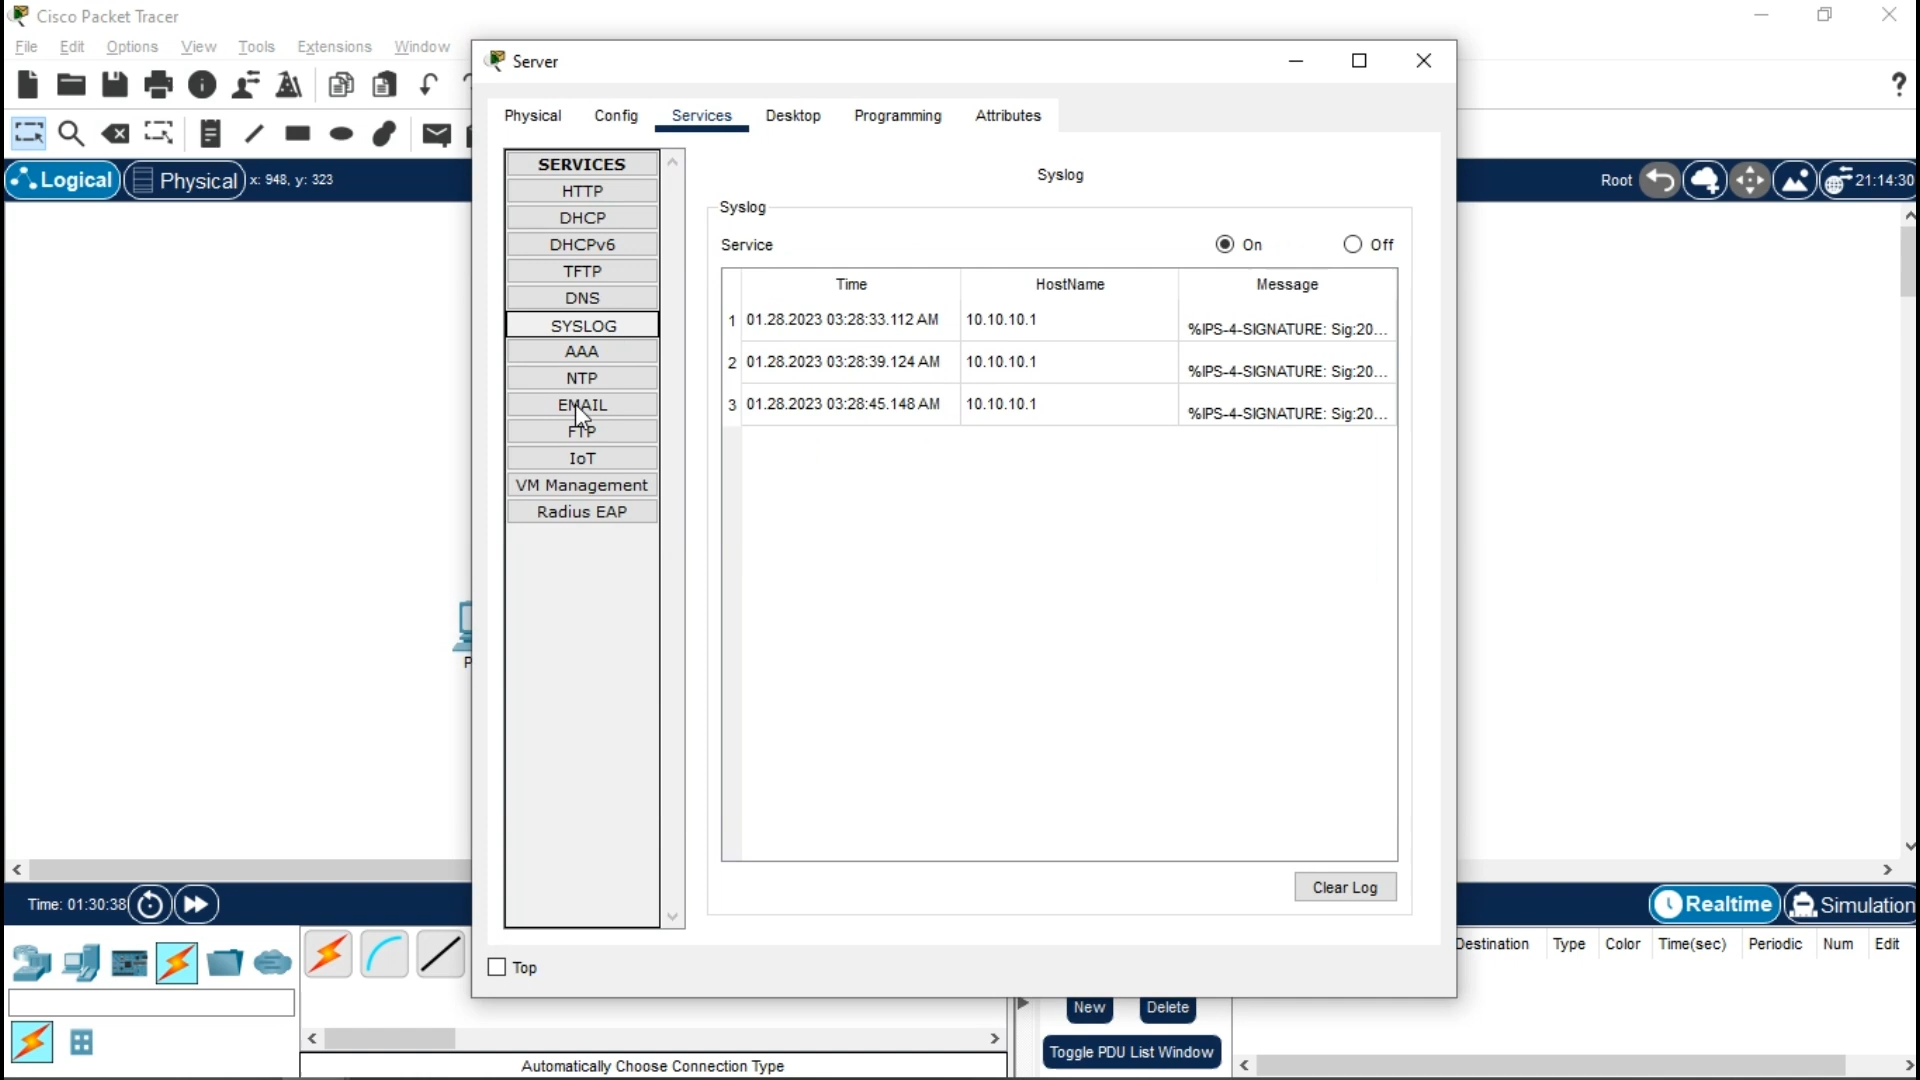 Cisco Packet Tracer
File Edit Options View Tools Extensions Window
Server
Physical Config Services Desktop Programming Attributes
Logical Physical x: 948, y: 323
Root 21:14:30
SERVICES
HTTP
DHCP
DHCPv6
TFTP
DNS
SYSLOG
AAA
NTP
EMAIL
FTP
IoT
VM Management
Radius EAP
Syslog
Syslog
Service On Off
Time HostName Message
1 01.28.2023 03:28:33.112 AM 10.10.10.1 %IPS-4-SIGNATURE: Sig:20...
2 01.28.2023 03:28:39.124 AM 10.10.10.1 %IPS-4-SIGNATURE: Sig:20...
3 01.28.2023 03:28:45.148 AM 10.10.10.1 %IPS-4-SIGNATURE: Sig:20...
Clear Log
Top
P
Time: 01:30:38
Realtime Simulation
Destination Type Color Time(sec) Periodic Num Edit
New Delete
Toggle PDU List Window
Automatically Choose Connection Type